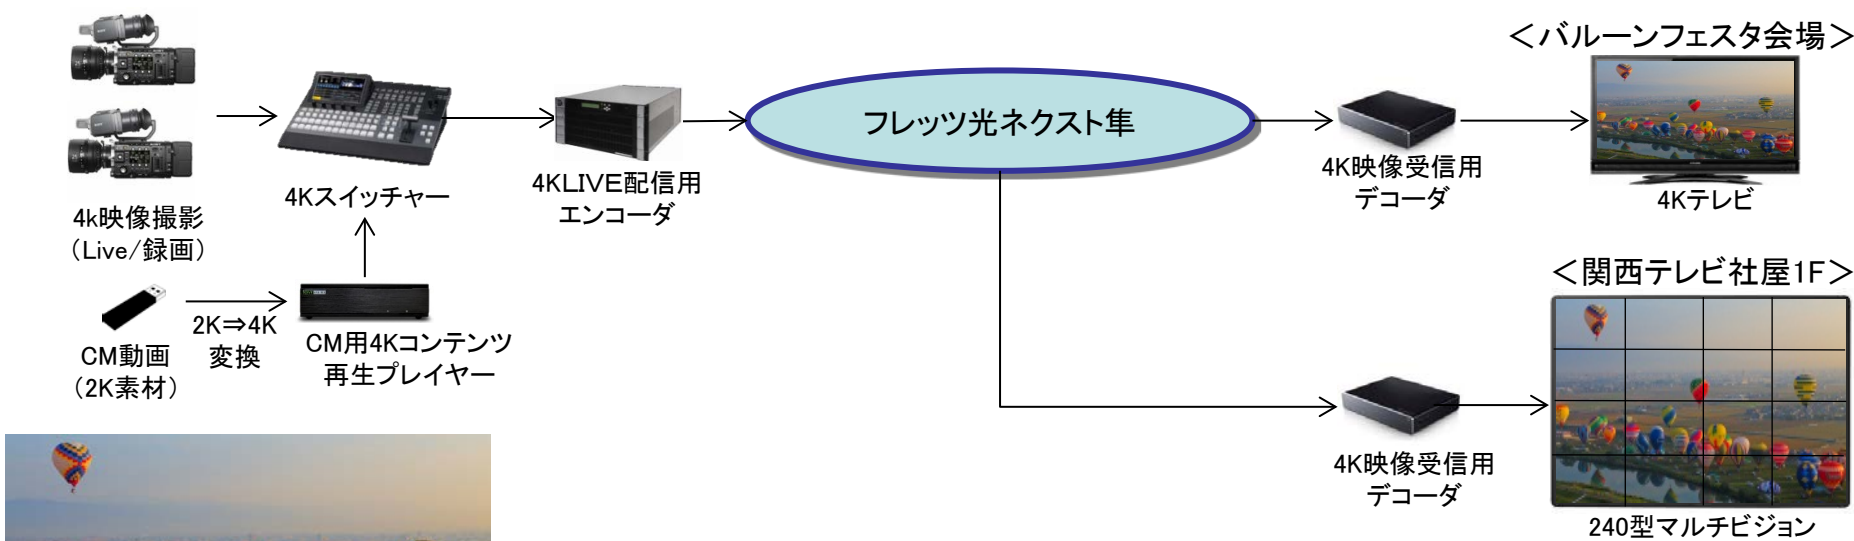 <バルーンフェスタ会場>
フレッツ光ネクスト隼
4k映像撮影
(Live/録画)
4Kスイッチャー
4KLIVE配信用
エンコーダ
4K映像受信用
デコーダ
4Kテレビ
CM動画
(2K素材)
2K⇒4K
変換
CM用4Kコンテンツ
再生プレイヤー
<関西テレビ社屋1F>
4K映像受信用
デコーダ
240型マルチビジョン